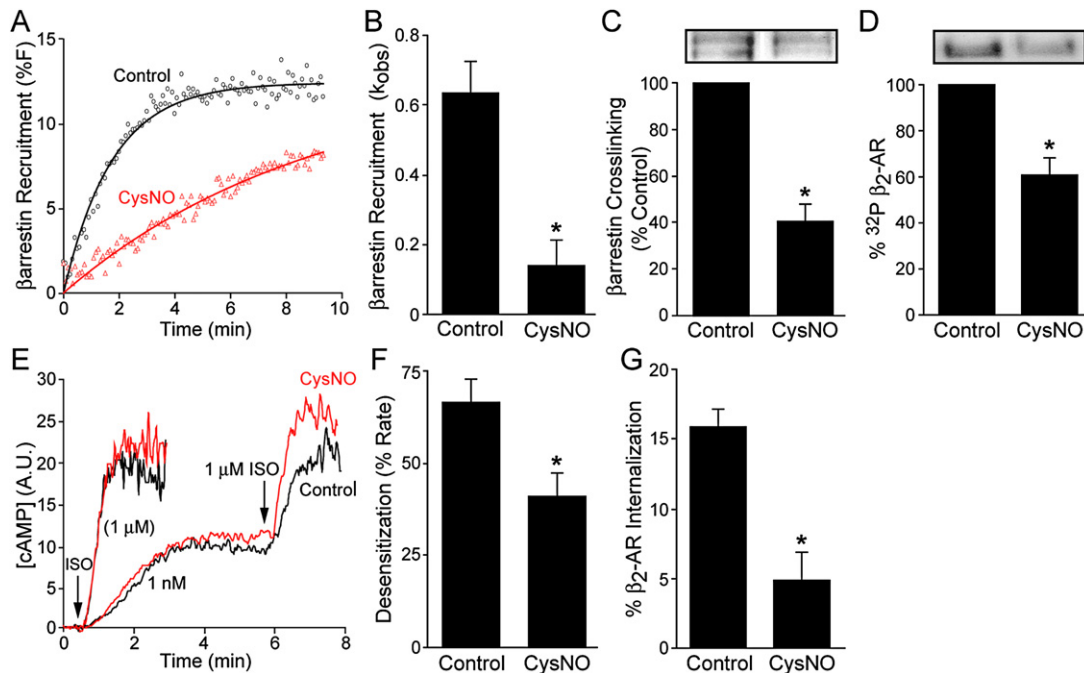 A
βarrestin Recruitment (%F)
15
10
5
0
Control
CysNO
0 2 4 6 8 10
Time (min)
B
βarrestin Recruitment (kobs)
0.8
0.6
0.4
0.2
0
*
Control CysNO
C
βarrestin Crosslinking
(% Control)
100
80
60
40
20
0
*
Control CysNO
D
% ³²P β₂-AR
100
80
60
40
20
0
*
Control CysNO
E
[cAMP] (A.U.)
30
25
20
15
10
5
0
ISO
(1 μM)
1 nM
1 μM ISO
CysNO
Control
0 2 4 6 8
Time (min)
F
Desensitization (% Rate)
75
50
25
0
*
Control CysNO
G
% β₂-AR Internalization
20
15
10
5
0
*
Control CysNO